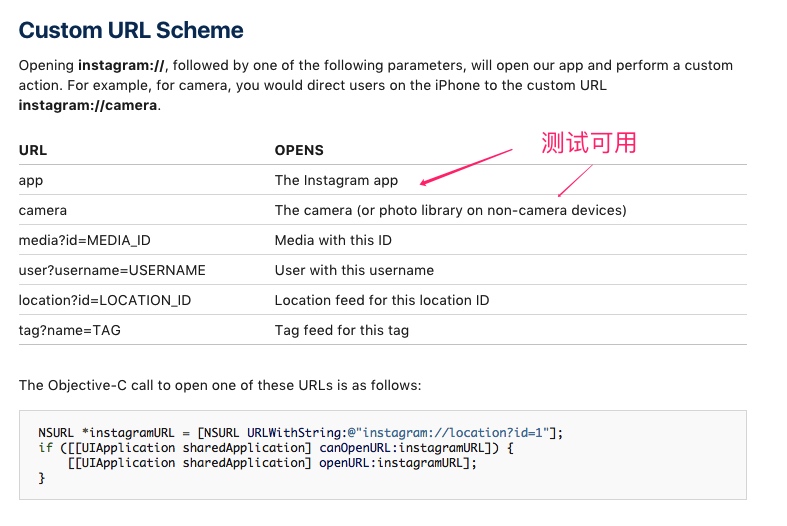 Custom URL Scheme
Opening instagram://, followed by one of the following parameters, will open our app and perform a custom
action. For example, for camera, you would direct users on the iPhone to the custom URL
instagram://camera.
测试可用
URL OPENS
app The Instagram app
camera The camera (or photo library on non-camera devices)
media?id=MEDIA_ID Media with this ID
user?username=USERNAME User with this username
location?id=LOCATION_ID Location feed for this location ID
tag?name=TAG Tag feed for this tag
The Objective-C call to open one of these URLs is as follows:
NSURL *instagramURL = [NSURL URLWithString:@"instagram://location?id=1"];
if ([[UIApplication sharedApplication] canOpenURL:instagramURL]) {
    [[UIApplication sharedApplication] openURL:instagramURL];
}